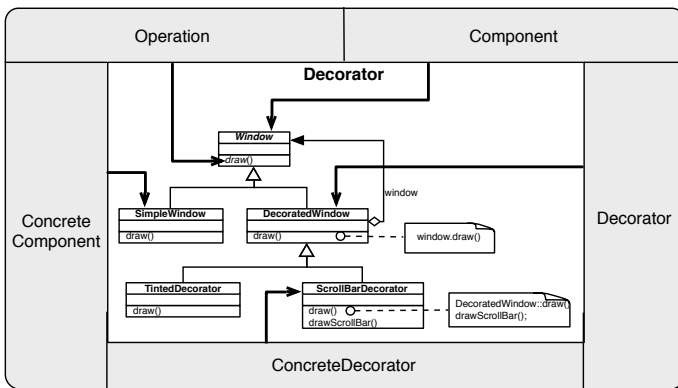 Operation
Component
Decorator
Window
draw()
window
Concrete
Component
SimpleWindow
draw()
DecoratedWindow
draw()
window.draw()
Decorator
TintedDecorator
draw()
ScrollBarDecorator
draw()
drawScrollBar()
DecoratedWindow::draw()
drawScrollBar();
ConcreteDecorator